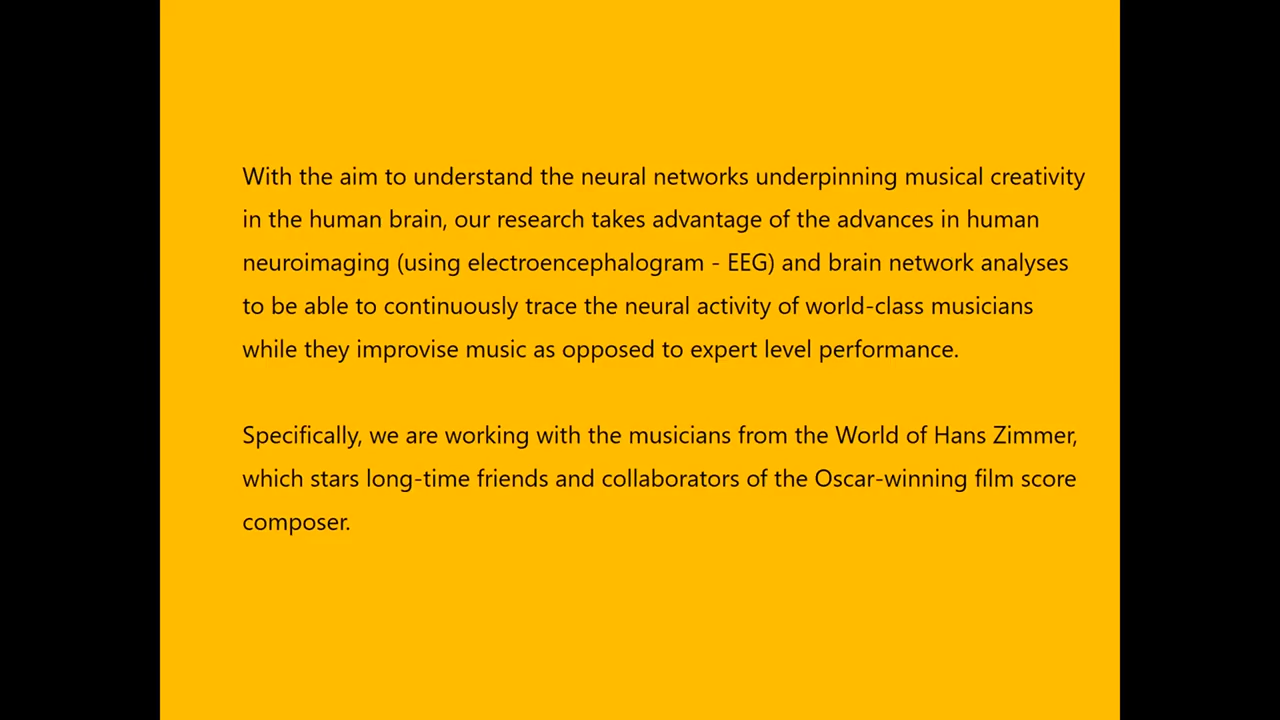 With the aim to understand the neural networks underpinning musical creativity
in the human brain, our research takes advantage of the advances in human
neuroimaging (using electroencephalogram - EEG) and brain network analyses
to be able to continuously trace the neural activity of world-class musicians
while they improvise music as opposed to expert level performance.
Specifically, we are working with the musicians from the World of Hans Zimmer,
which stars long-time friends and collaborators of the Oscar-winning film score
composer.